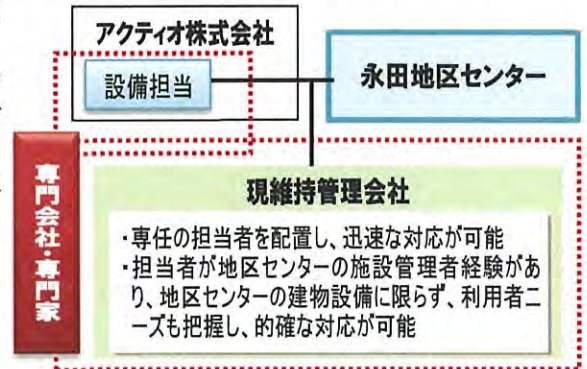 アクティオ株式会社
設備担当
永田地区センター
専門会社・専門家
現維持管理会社
・専任の担当者を配置し、迅速な対応が可能
・担当者が地区センターの施設管理者経験があ
り、地区センターの建物設備に限らず、利用者ニ
ーズも把握し、的確な対応が可能